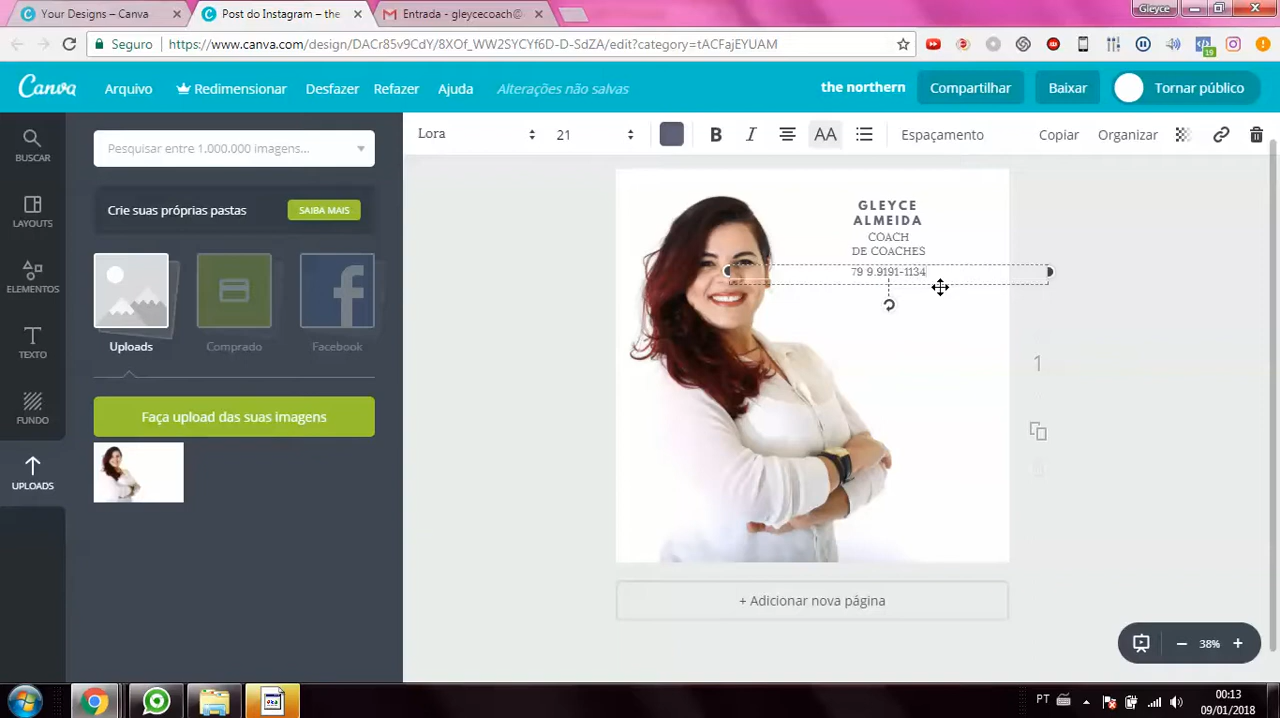 Your Designs – Canva
Post do Instagram – the
Entrada - gleycecoach@
Gleyce
Seguro
https://www.canva.com/design/DACr85v9CdY/8XOf_WW2SYCYf6D-D-SdZA/edit?category=tACFajEYUAM
19
Canva
Arquivo
Redimensionar
Desfazer
Refazer
Ajuda
Alterações não salvas
the northern
Compartilhar
Baixar
Tornar público
BUSCAR
LAYOUTS
ELEMENTOS
TEXTO
FUNDO
UPLOADS
Pesquisar entre 1.000.000 imagens...
Crie suas próprias pastas
SAIBA MAIS
Uploads
Comprado
Facebook
Faça upload das suas imagens
Lora
21
B
I
AA
Espaçamento
Copiar
Organizar
GLEYCE
ALMEIDA
COACH
DE COACHES
79 9.9191-1134
1
+ Adicionar nova página
38%
PT
00:13
09/01/2018